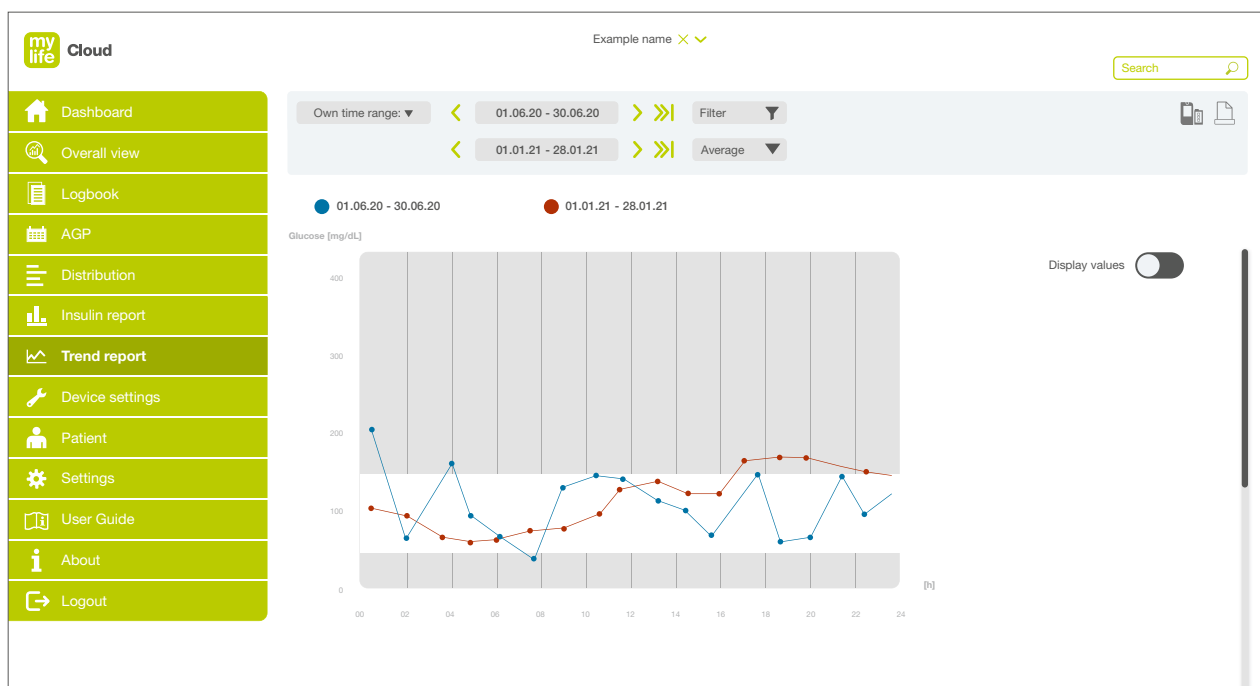 my
life
Cloud
Example name
Search
Dashboard
Overall view
Logbook
AGP
Distribution
Insulin report
Trend report
Device settings
Patient
Settings
User Guide
About
Logout
Own time range:
01.06.20 - 30.06.20
Filter
01.01.21 - 28.01.21
Average
01.06.20 - 30.06.20
01.01.21 - 28.01.21
Glucose [mg/dL]
Display values
400
300
200
100
0
[h]
00 02 04 06 08 10 12 14 16 18 20 22 24